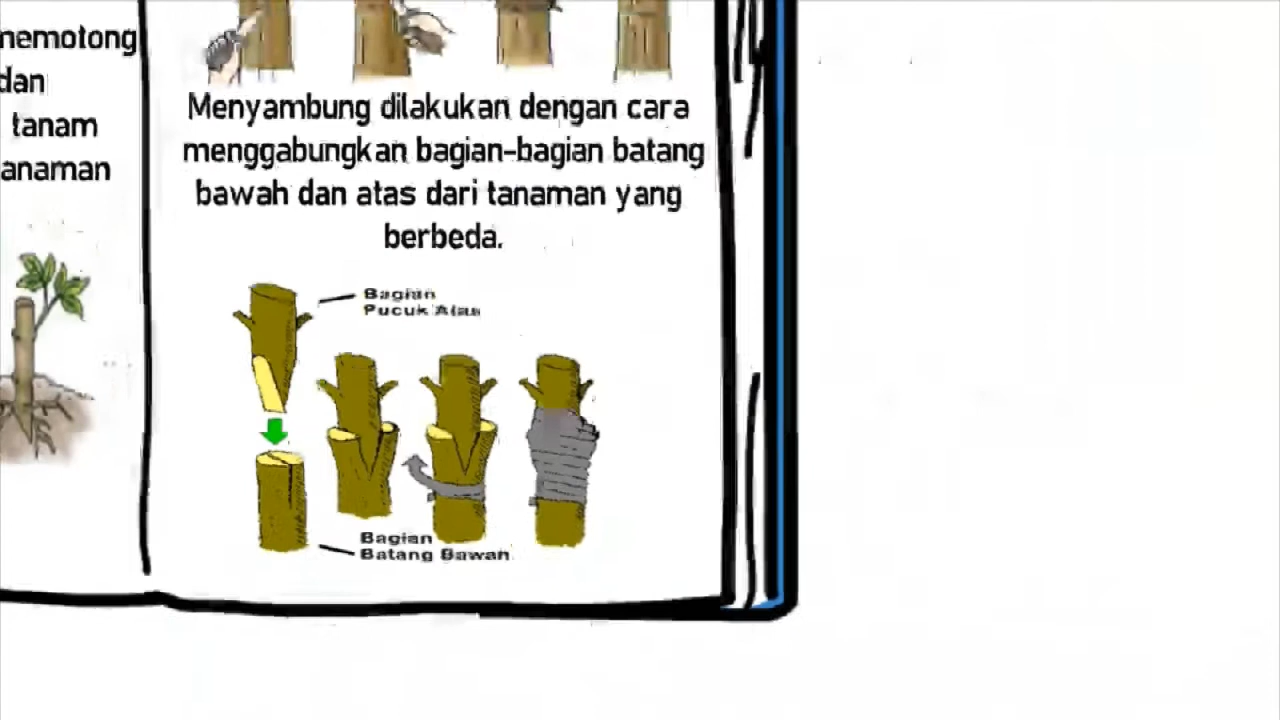 memotong
dan
tanam
anaman
Menyambung dilakukan dengan cara
menggabungkan bagian-bagian batang
bawah dan atas dari tanaman yang
berbeda.
Bagian
Pucuk Atas
Bagian
Batang Bawah